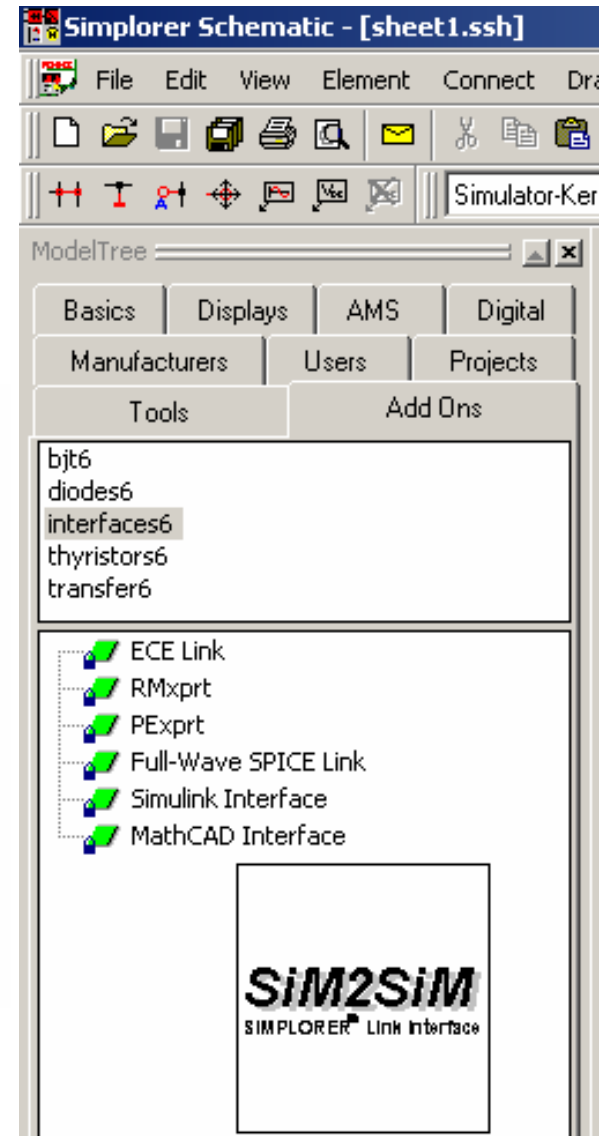 Simplorer Schematic - [sheet1.ssh]
File Edit View Element Connect Dra
Simulator-Ker
ModelTree
Basics Displays AMS Digital
Manufacturers Users Projects
Tools Add Ons
bjt6
diodes6
interfaces6
thyristors6
transfer6
ECE Link
RMxprt
PExprt
Full-Wave SPICE Link
Simulink Interface
MathCAD Interface
SiM2SiM
SIMPLORER Link Interface